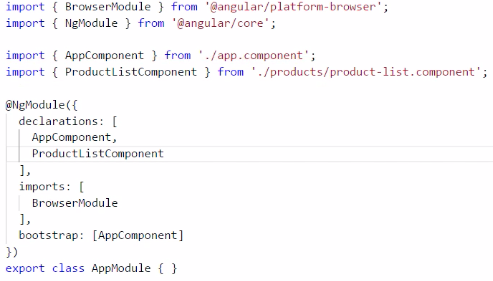 import { BrowserModule } from '@angular/platform-browser';
import { NgModule } from '@angular/core';

import { AppComponent } from './app.component';
import { ProductListComponent } from './products/product-list.component';

@NgModule({
  declarations: [
    AppComponent,
    ProductListComponent
  ],
  imports: [
    BrowserModule
  ],
  bootstrap: [AppComponent]
})
export class AppModule { }